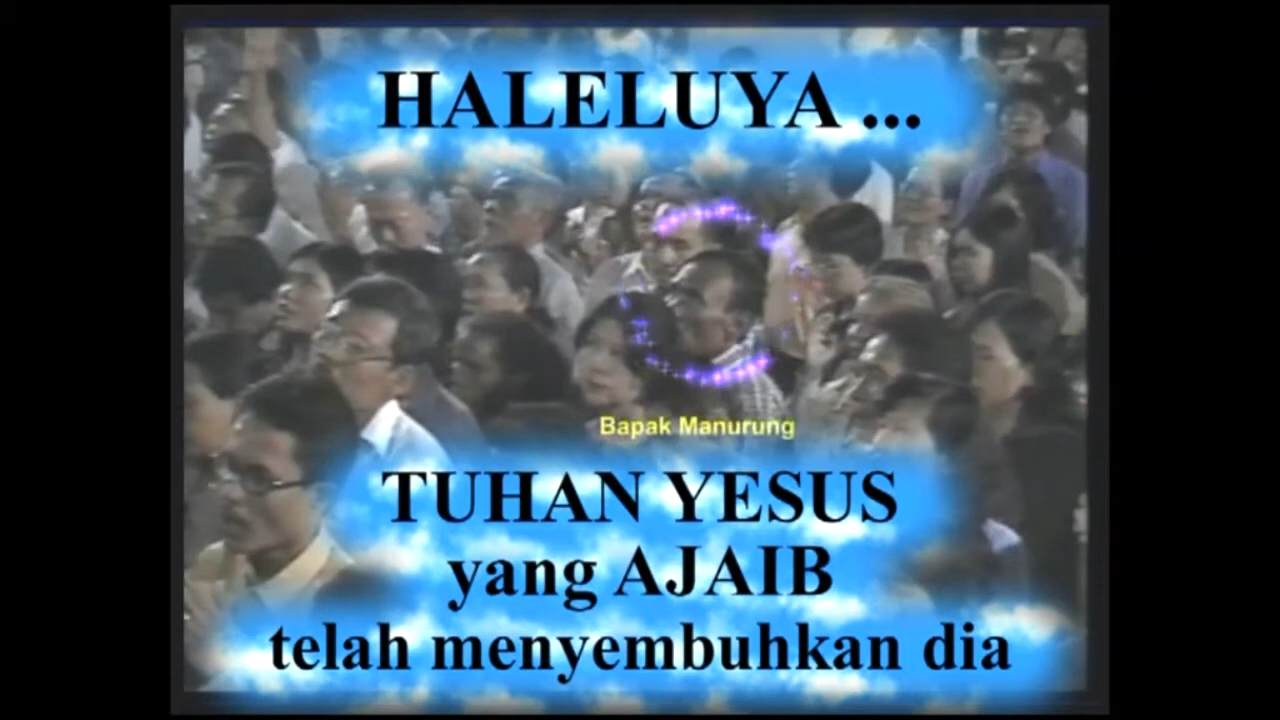 HALELUYA ...
Bapak Manurung
TUHAN YESUS
yang AJAIB
telah menyembuhkan dia